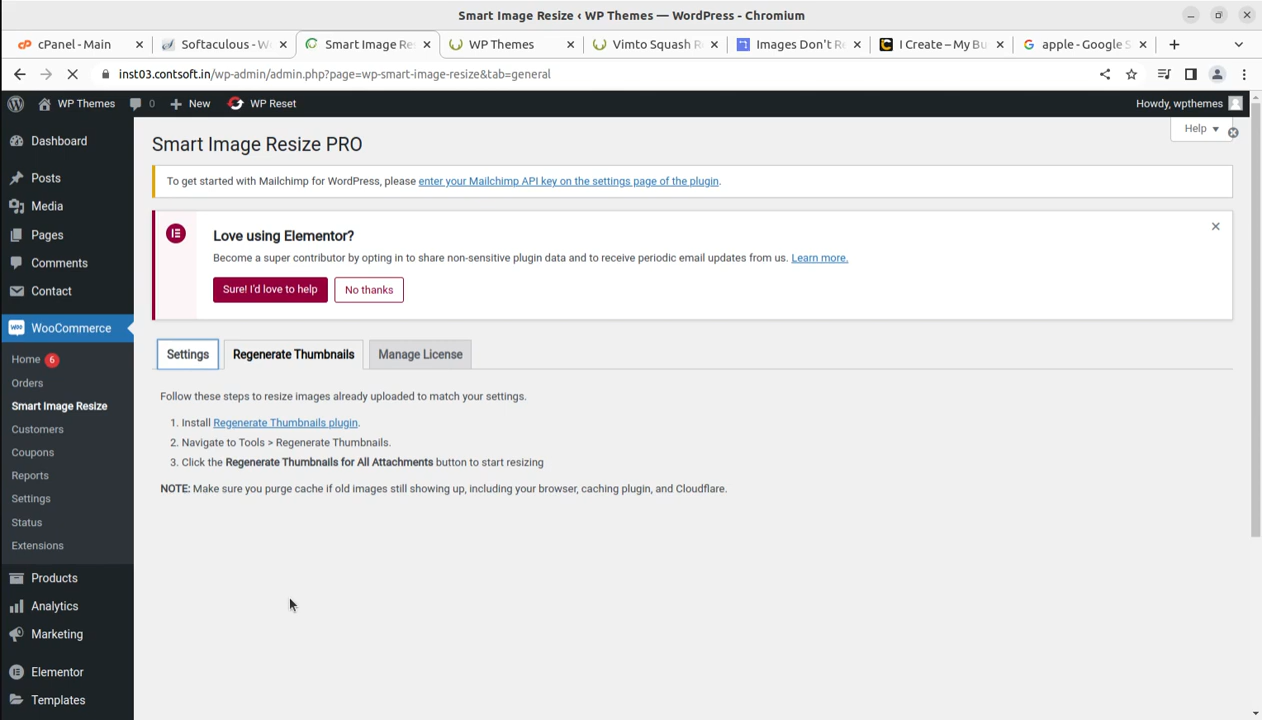 Smart Image Resize ‹ WP Themes — WordPress - Chromium
cPanel - Main
Softaculous - W
Smart Image Re
WP Themes
Vimto Squash R
Images Don't R
I Create – My Bu
apple - Google S
inst03.contsoft.in/wp-admin/admin.php?page=wp-smart-image-resize&tab=general
WP Themes
0
New
WP Reset
Howdy, wpthemes
Help
Dashboard
Posts
Media
Pages
Comments
Contact
WooCommerce
Home 6
Orders
Smart Image Resize
Customers
Coupons
Reports
Settings
Status
Extensions
Products
Analytics
Marketing
Elementor
Templates
Smart Image Resize PRO
To get started with Mailchimp for WordPress, please enter your Mailchimp API key on the settings page of the plugin.
Love using Elementor?
Become a super contributor by opting in to share non-sensitive plugin data and to receive periodic email updates from us. Learn more.
Sure! I'd love to help
No thanks
Settings
Regenerate Thumbnails
Manage License
Follow these steps to resize images already uploaded to match your settings.
1. Install Regenerate Thumbnails plugin.
2. Navigate to Tools > Regenerate Thumbnails.
3. Click the Regenerate Thumbnails for All Attachments button to start resizing
NOTE: Make sure you purge cache if old images still showing up, including your browser, caching plugin, and Cloudflare.